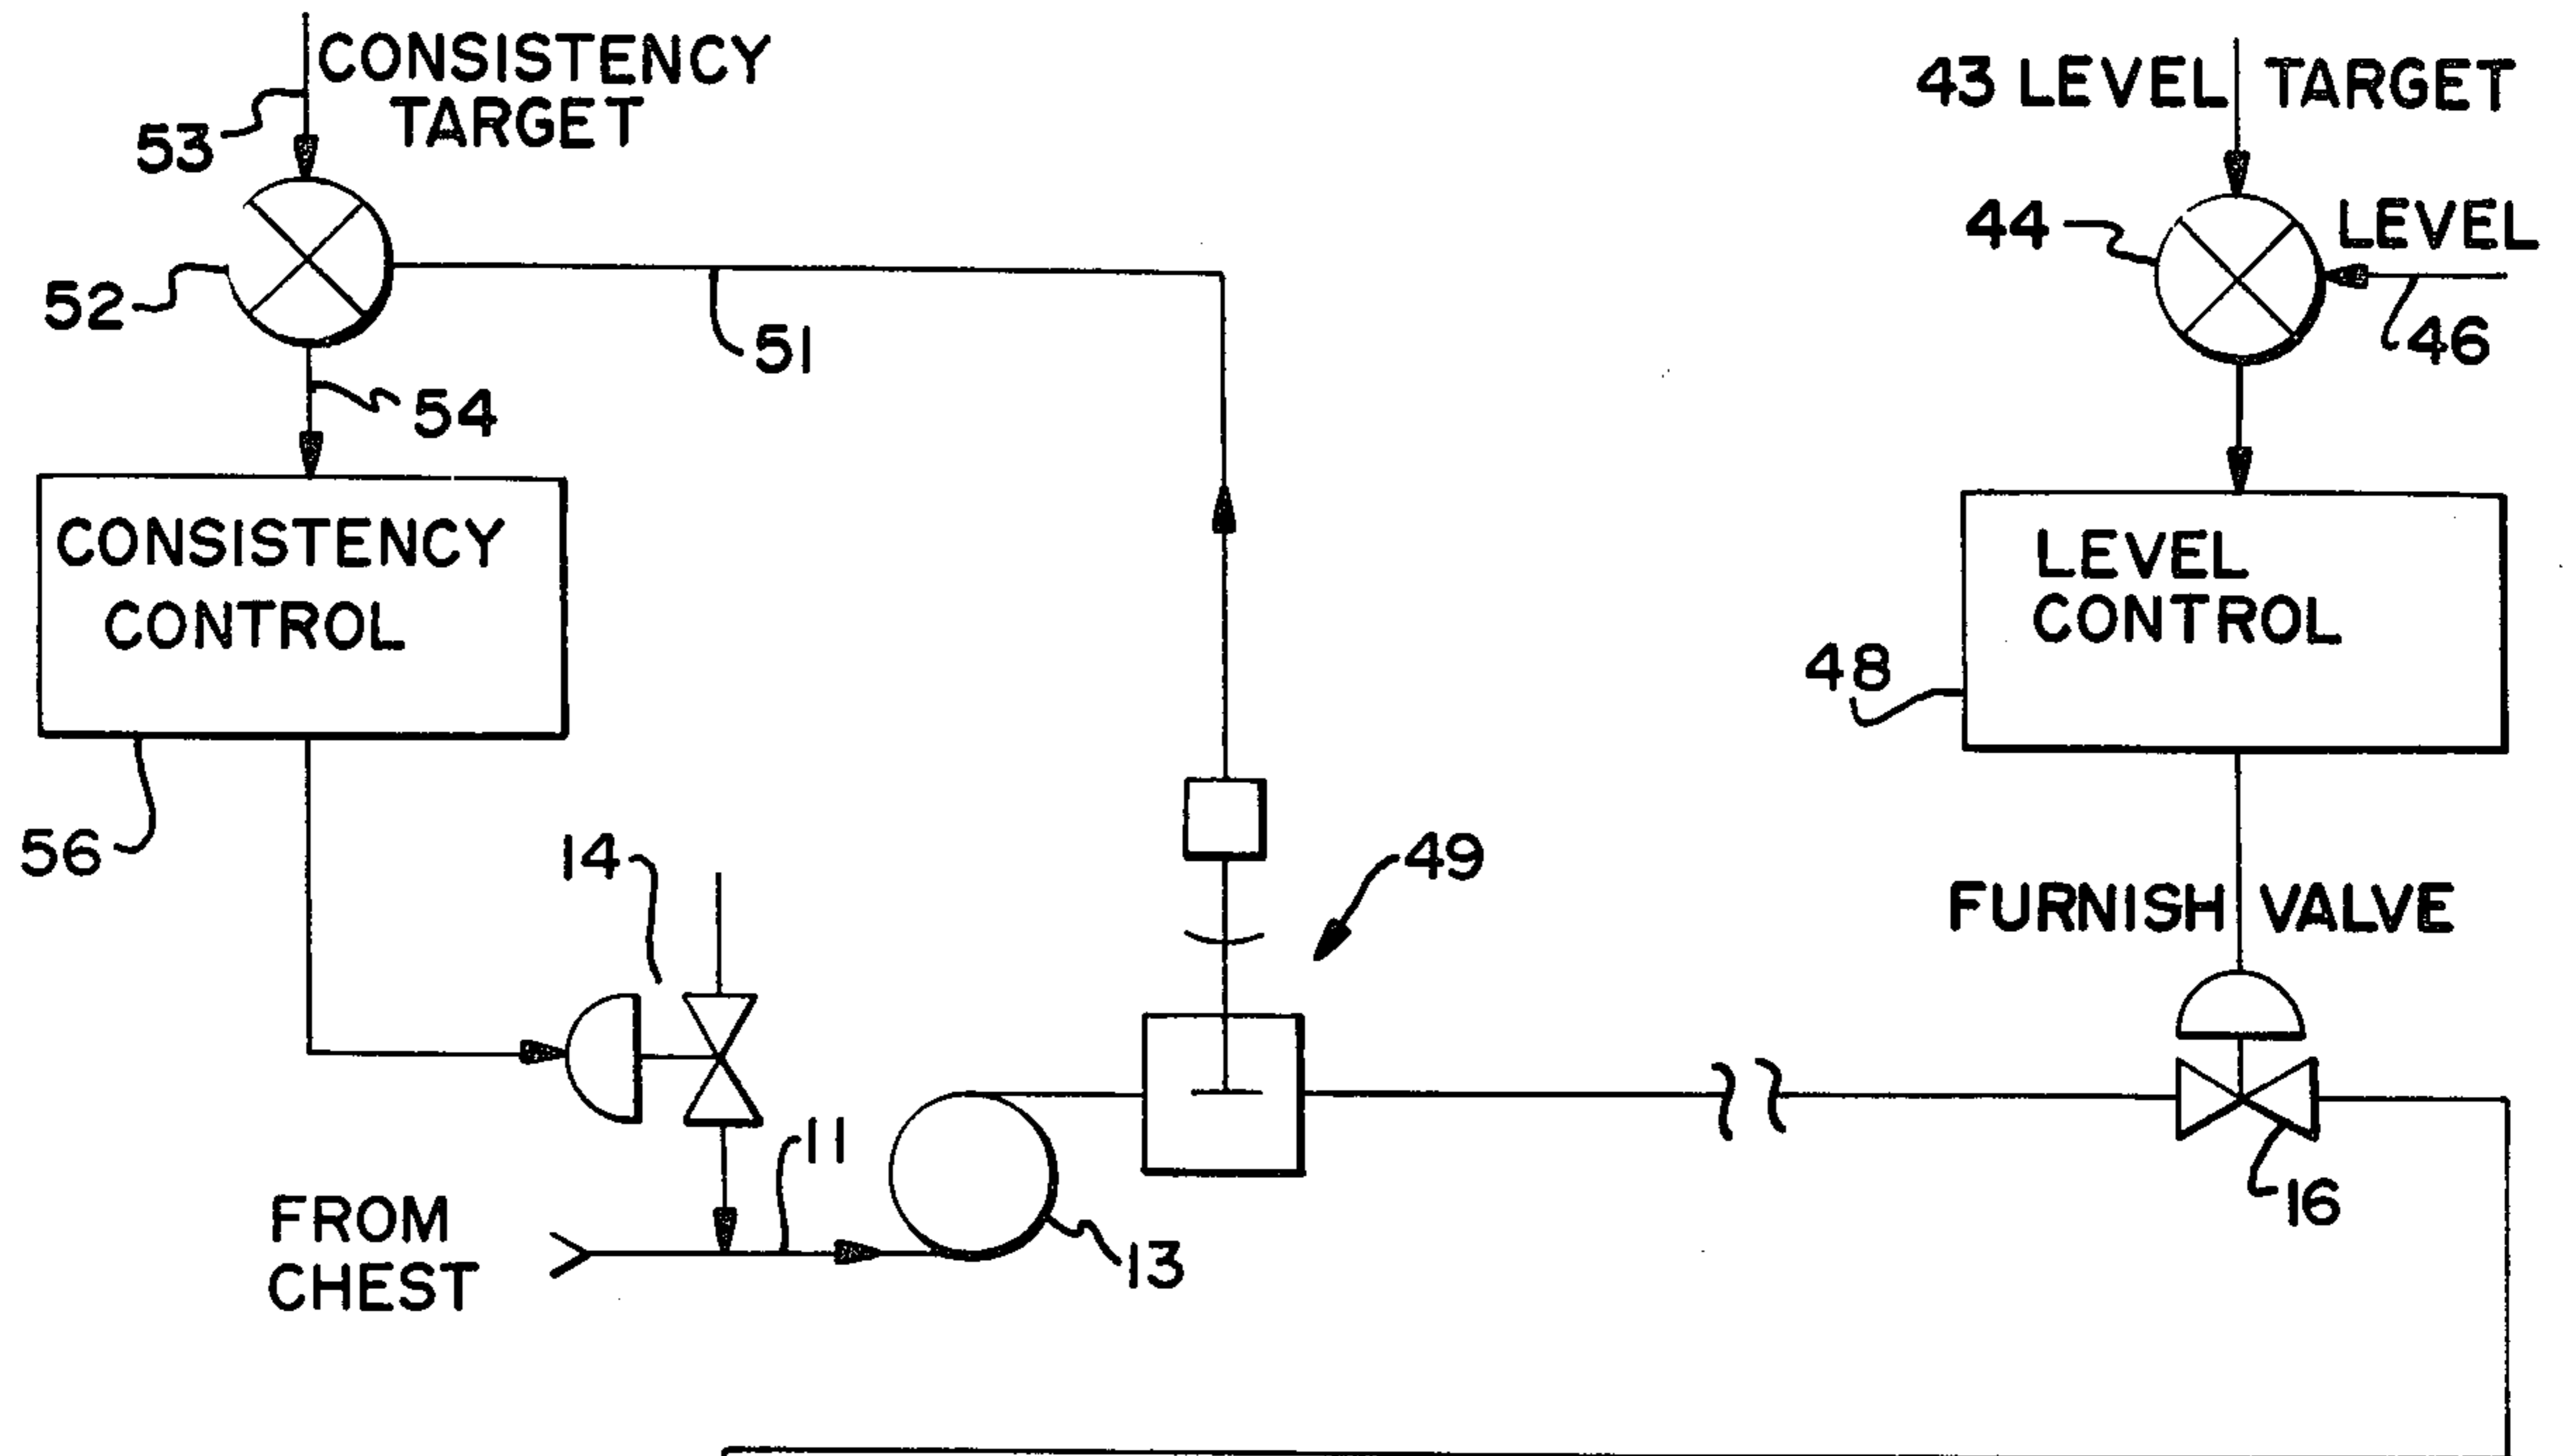 CONSISTENCY
TARGET
53
43 LEVEL TARGET
44
LEVEL
52
51
46
54
CONSISTENCY
CONTROL
LEVEL
CONTROL
48
56
14
49
FURNISH VALVE
11
16
FROM
CHEST
13